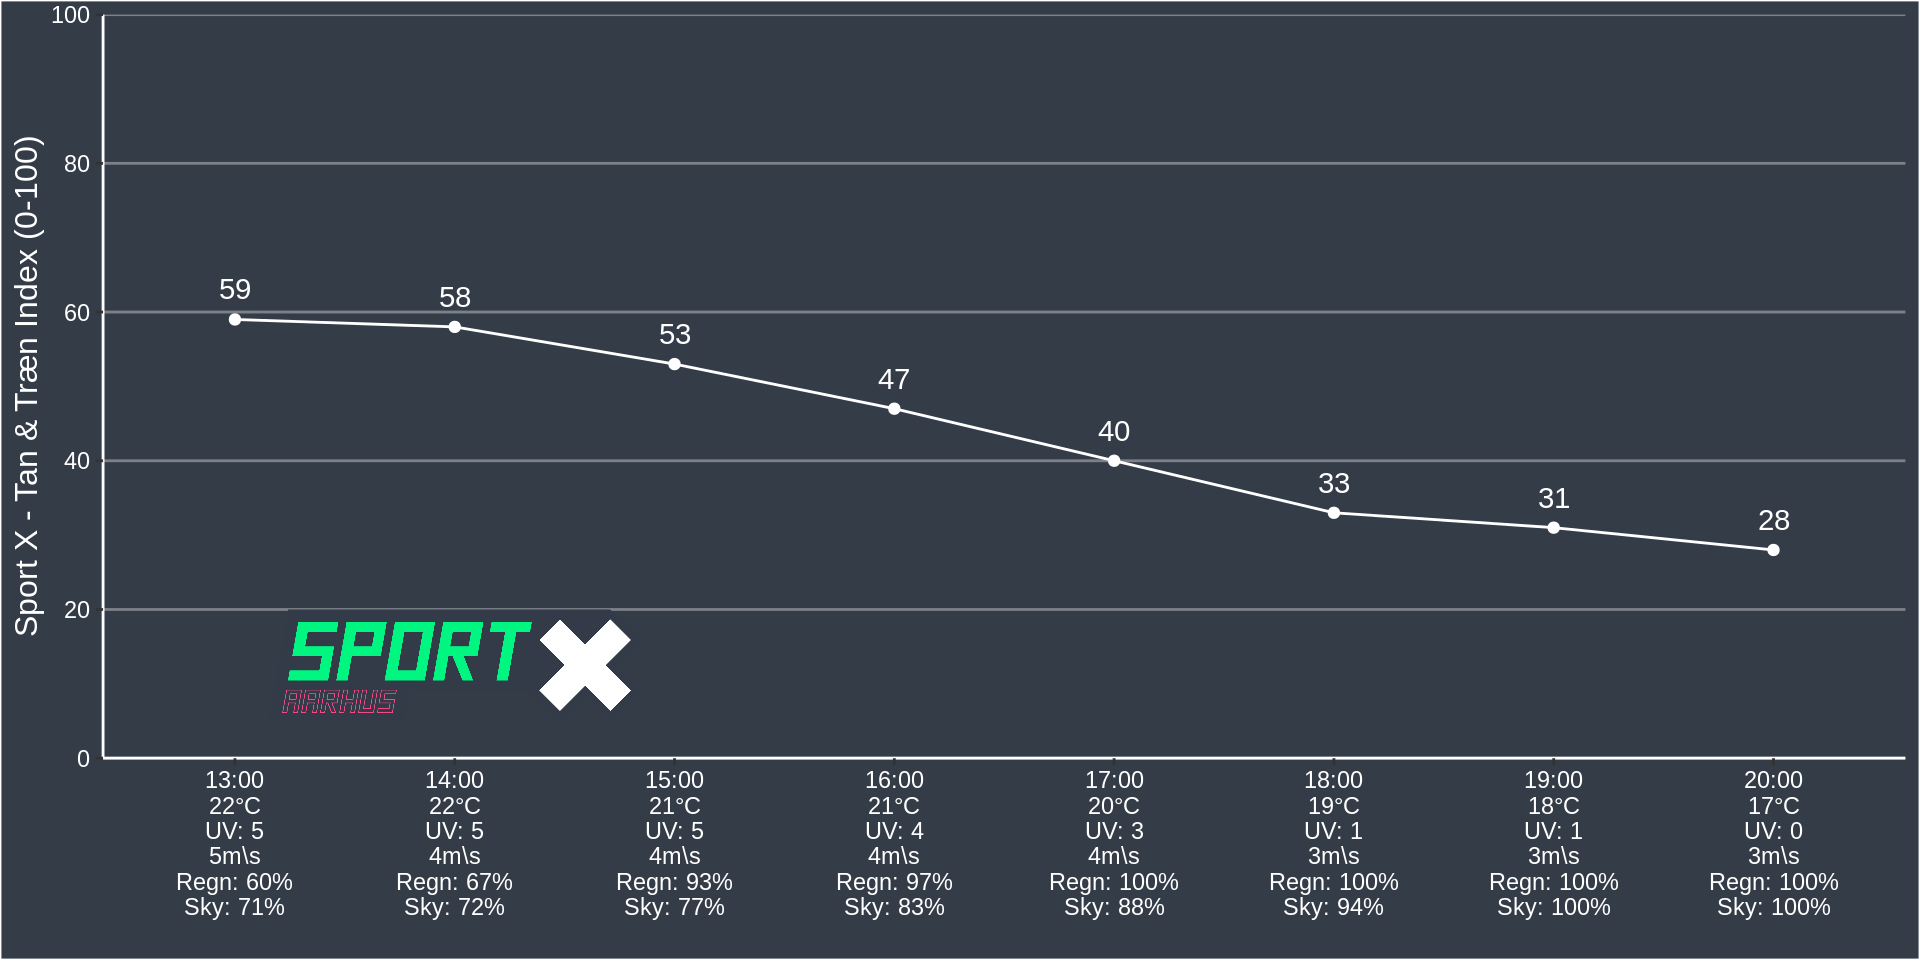 100
80
60
40
20
0
Sport X - Tan & Træn Index (0-100)
59
58
53
47
40
33
31
28
SPORT X
AARHUS
13:00
22°C
UV: 5
5m\s
Regn: 60%
Sky: 71%
14:00
22°C
UV: 5
4m\s
Regn: 67%
Sky: 72%
15:00
21°C
UV: 5
4m\s
Regn: 93%
Sky: 77%
16:00
21°C
UV: 4
4m\s
Regn: 97%
Sky: 83%
17:00
20°C
UV: 3
4m\s
Regn: 100%
Sky: 88%
18:00
19°C
UV: 1
3m\s
Regn: 100%
Sky: 94%
19:00
18°C
UV: 1
3m\s
Regn: 100%
Sky: 100%
20:00
17°C
UV: 0
3m\s
Regn: 100%
Sky: 100%